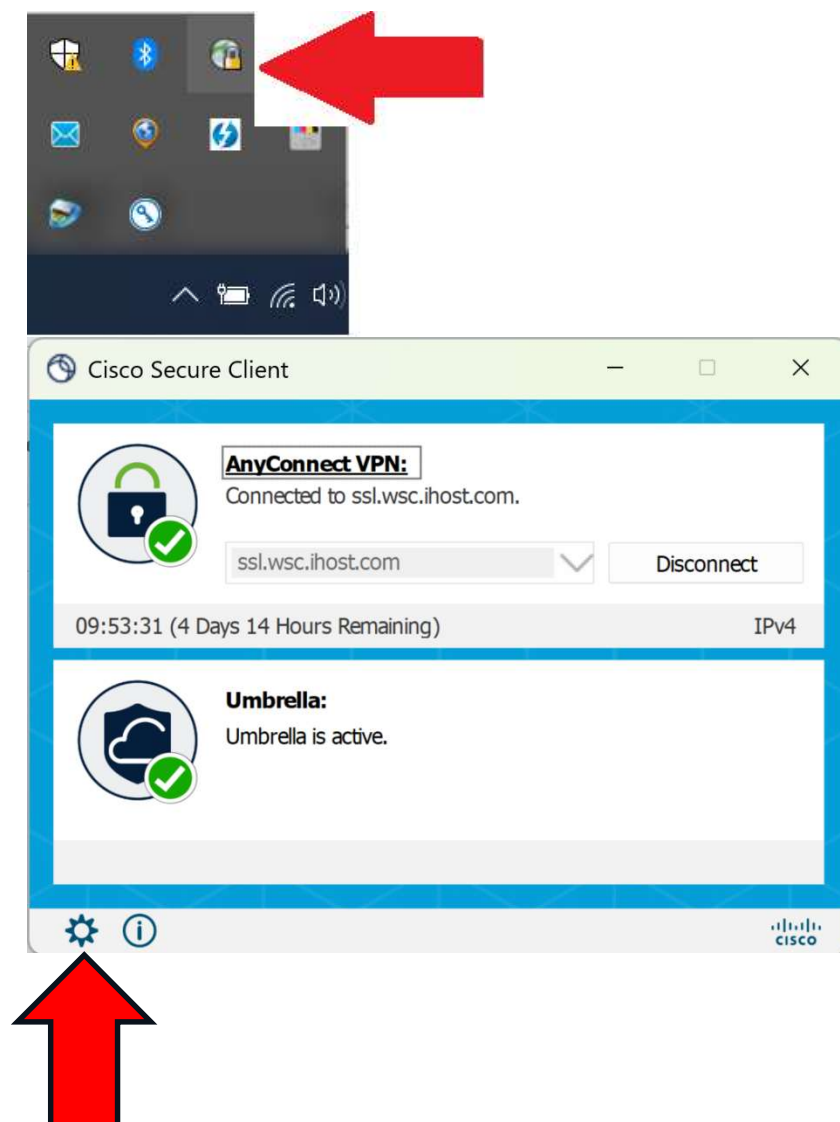 Cisco Secure Client
AnyConnect VPN:
Connected to ssl.wsc.ihost.com.
ssl.wsc.ihost.com
Disconnect
09:53:31 (4 Days 14 Hours Remaining)
IPv4
Umbrella:
Umbrella is active.
CISCO